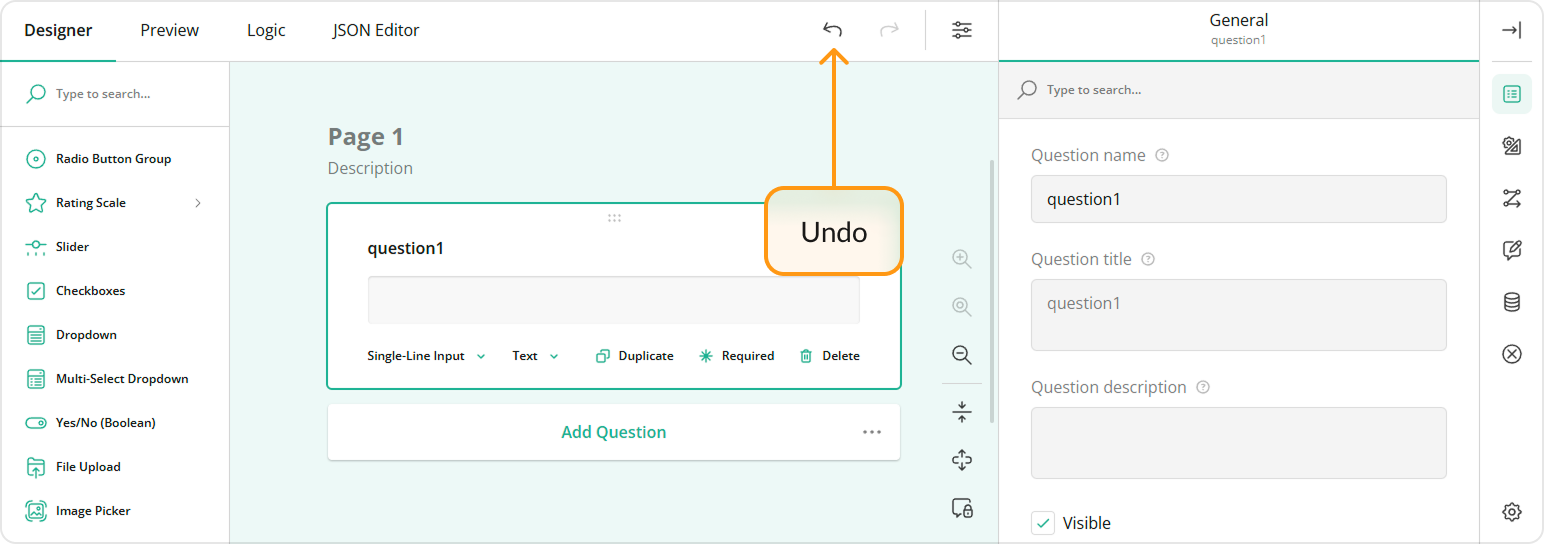 Designer
Preview
Logic
JSON Editor
General
question1
Type to search...
Radio Button Group
Rating Scale
Slider
Checkboxes
Dropdown
Multi-Select Dropdown
Yes/No (Boolean)
File Upload
Image Picker
Page 1
Description
Undo
question1
Single-Line Input
Text
Duplicate
Required
Delete
Add Question
Type to search...
Question name
question1
Question title
question1
Question description
Visible